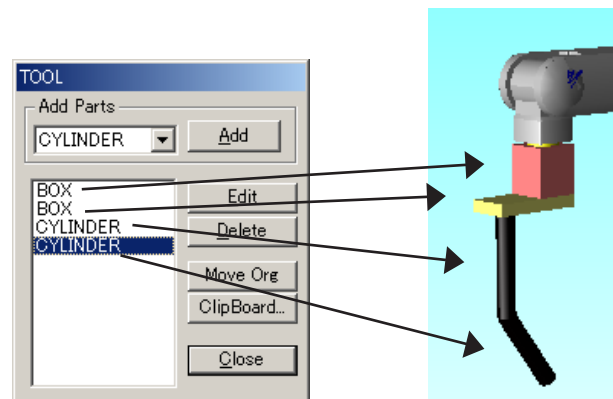 TOOL
Add Parts
CYLINDER
Add
BOX
BOX
CYLINDER
CYLINDER
Edit
Delete
Move Org
ClipBoard...
Close